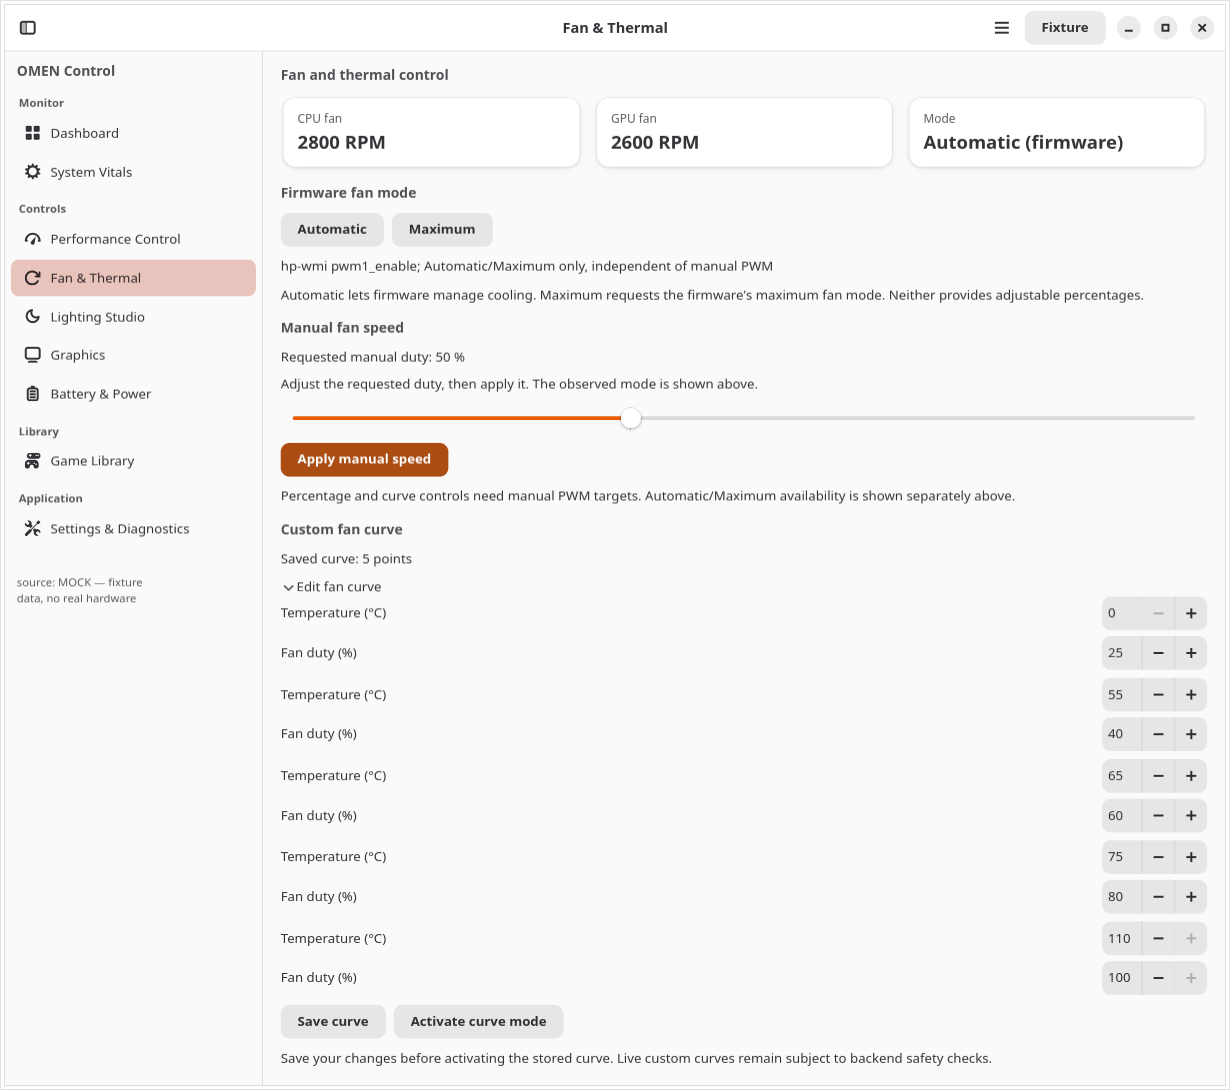 Fan & Thermal
Fixture
OMEN Control
Monitor
Dashboard
System Vitals
Controls
Performance Control
Fan & Thermal
Lighting Studio
Graphics
Battery & Power
Library
Game Library
Application
Settings & Diagnostics
source: MOCK — fixture
data, no real hardware
Fan and thermal control
CPU fan
2800 RPM
GPU fan
2600 RPM
Mode
Automatic (firmware)
Firmware fan mode
Automatic
Maximum
hp-wmi pwm1_enable; Automatic/Maximum only, independent of manual PWM
Automatic lets firmware manage cooling. Maximum requests the firmware's maximum fan mode. Neither provides adjustable percentages.
Manual fan speed
Requested manual duty: 50 %
Adjust the requested duty, then apply it. The observed mode is shown above.
Apply manual speed
Percentage and curve controls need manual PWM targets. Automatic/Maximum availability is shown separately above.
Custom fan curve
Saved curve: 5 points
Edit fan curve
Temperature (°C) 0
Fan duty (%) 25
Temperature (°C) 55
Fan duty (%) 40
Temperature (°C) 65
Fan duty (%) 60
Temperature (°C) 75
Fan duty (%) 80
Temperature (°C) 110
Fan duty (%) 100
Save curve
Activate curve mode
Save your changes before activating the stored curve. Live custom curves remain subject to backend safety checks.